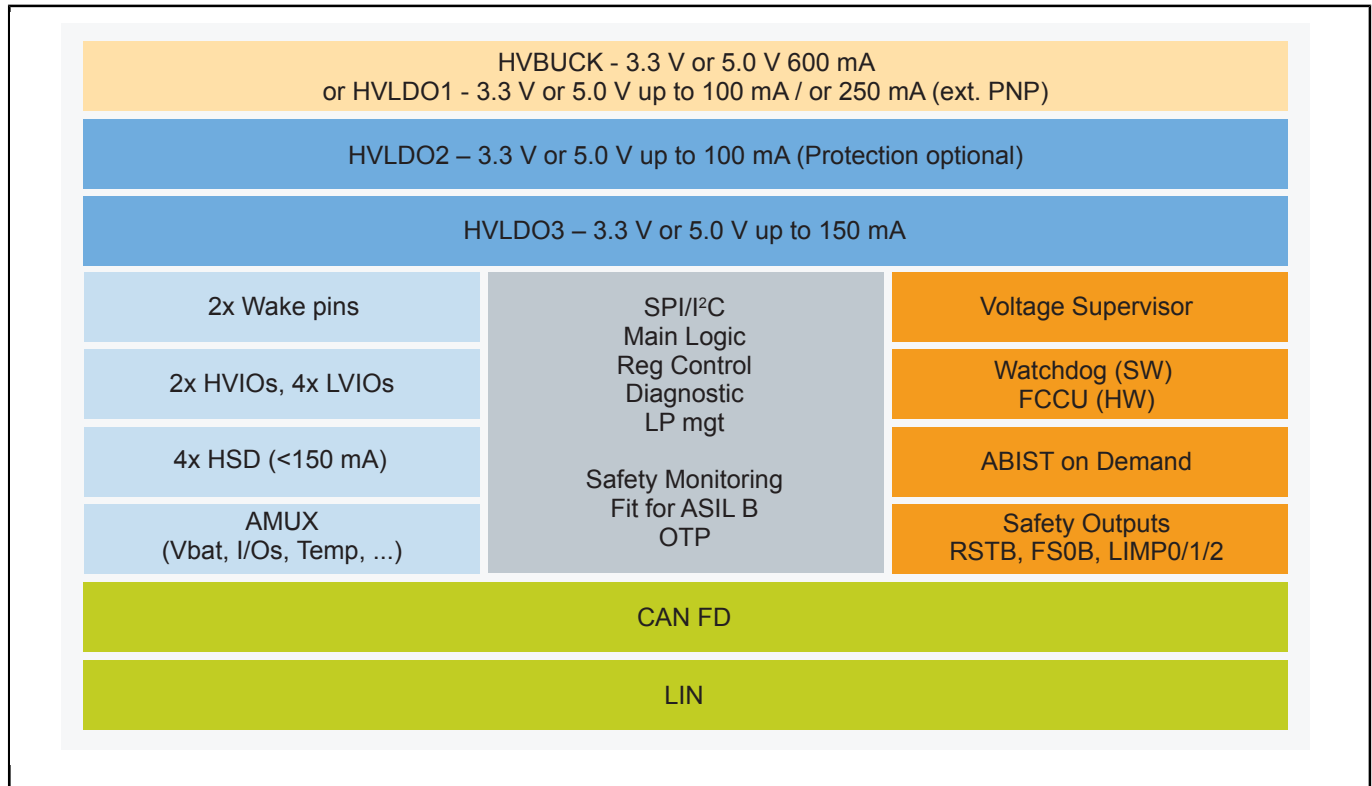 HVBUCK - 3.3 V or 5.0 V 600 mA
or HVLDO1 - 3.3 V or 5.0 V up to 100 mA / or 250 mA (ext. PNP)
HVLDO2 – 3.3 V or 5.0 V up to 100 mA (Protection optional)
HVLDO3 – 3.3 V or 5.0 V up to 150 mA
2x Wake pins
2x HVIOs, 4x LVIOs
4x HSD (<150 mA)
AMUX
(Vbat, I/Os, Temp, ...)
SPI/I²C
Main Logic
Reg Control
Diagnostic
LP mgt
Safety Monitoring
Fit for ASIL B
OTP
Voltage Supervisor
Watchdog (SW)
FCCU (HW)
ABIST on Demand
Safety Outputs
RSTB, FS0B, LIMP0/1/2
CAN FD
LIN